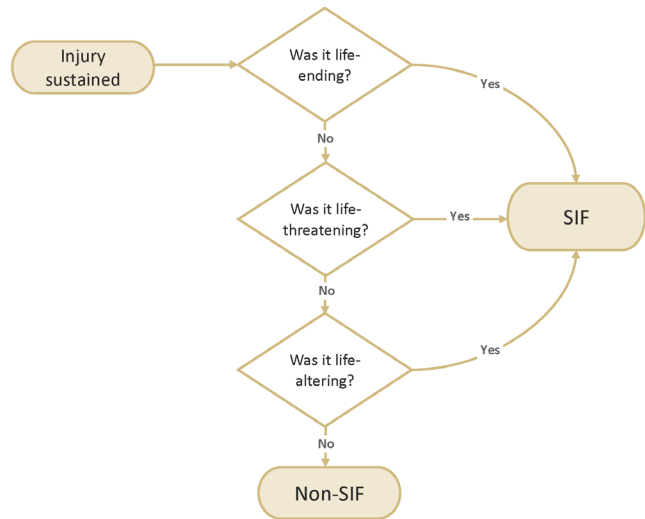 Injury
sustained
Was it life-
ending?
Yes
No
Was it life-
threatening?
Yes
SIF
No
Was it life-
altering?
Yes
No
Non-SIF